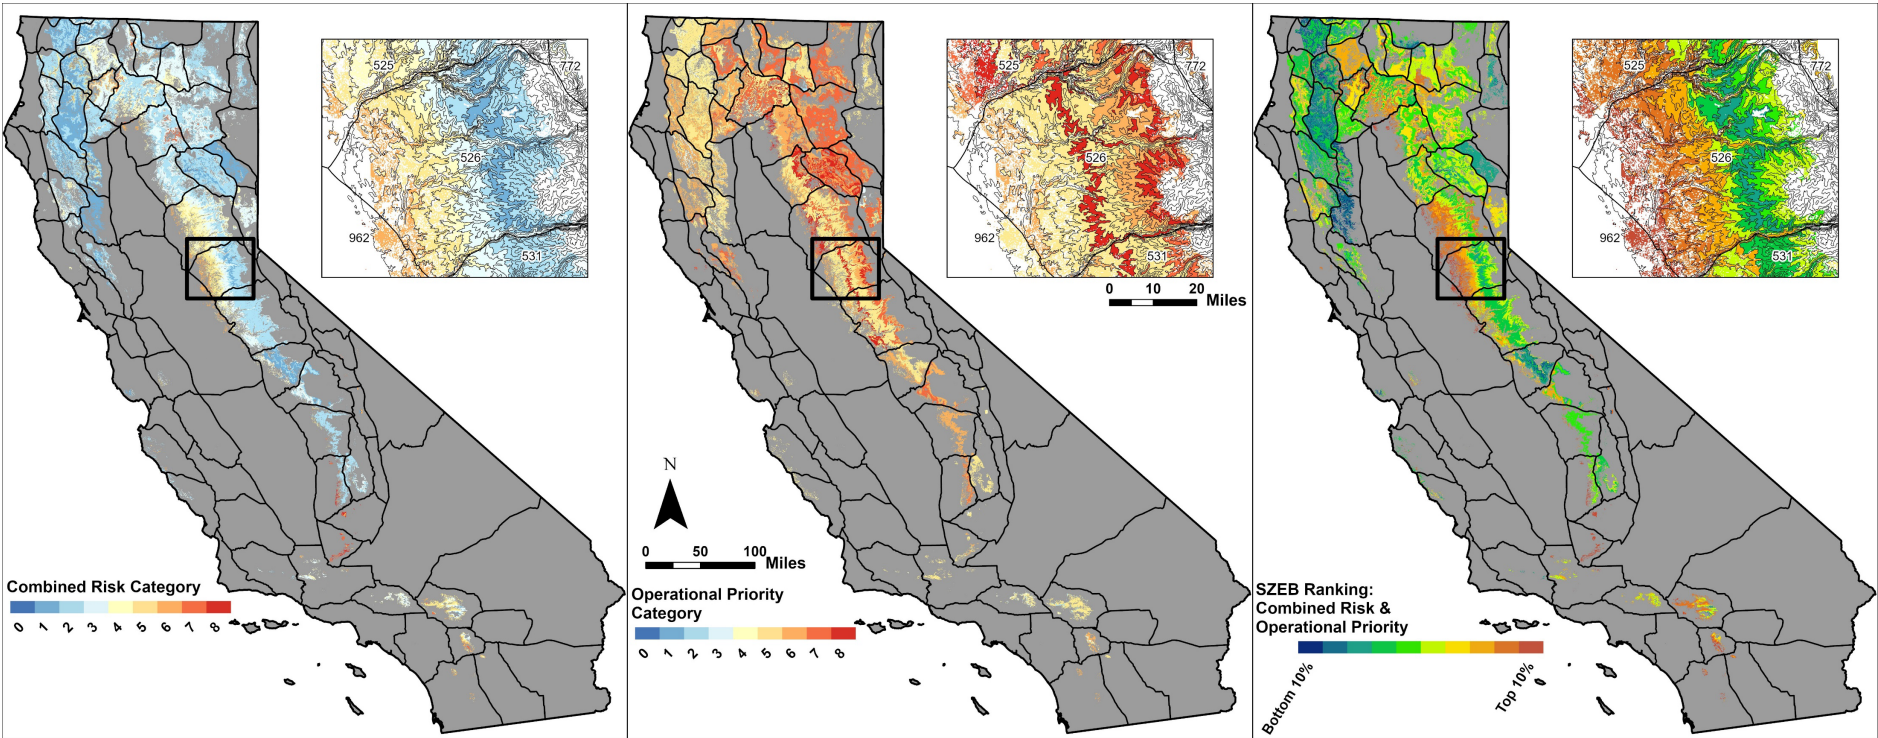 525
772
526
962
531
Combined Risk Category
0 1 2 3 4 5 6 7 8
525
772
526
962
531
0 10 20 Miles
N
0 50 100 Miles
Operational Priority
Category
0 1 2 3 4 5 6 7 8
525
772
526
962
531
SZEB Ranking:
Combined Risk &
Operational Priority
Bottom 10% Top 10%